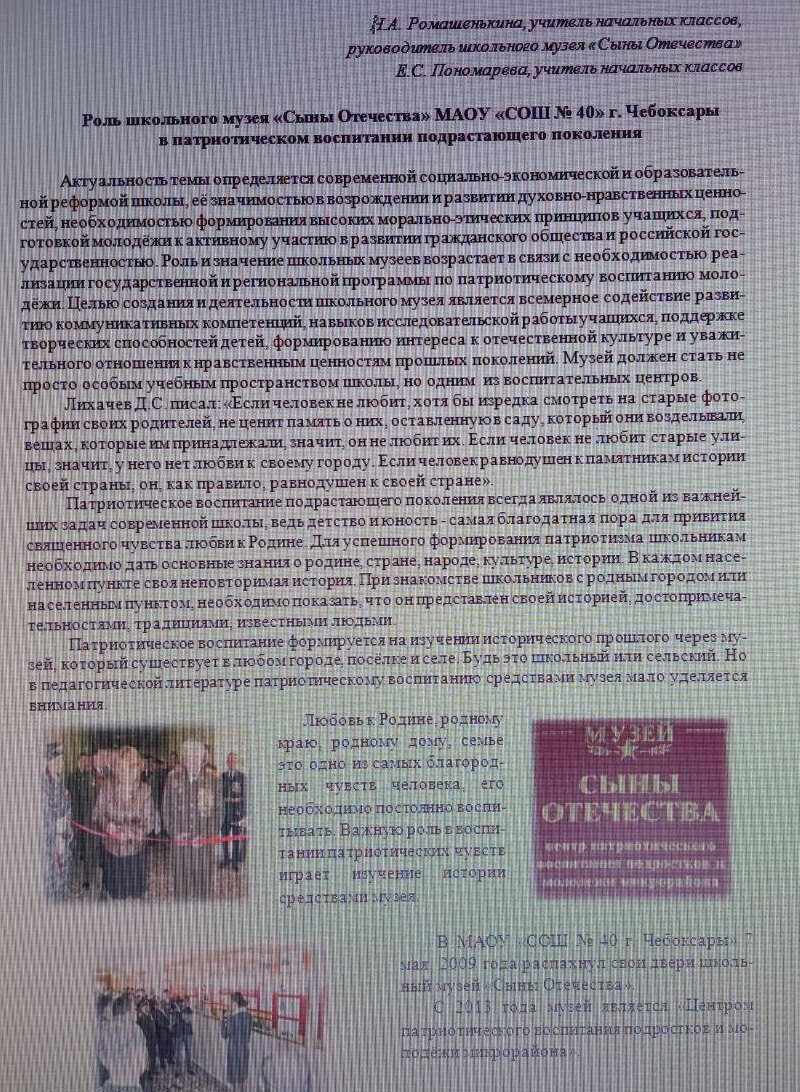 Н.А. Ромашенькина, учитель начальных классов,
руководитель школьного музея «Сыны Отечества»
Е.С. Пономарева, учитель начальных классов
Роль школьного музея «Сыны Отечества» МАОУ «СОШ № 40» г. Чебоксары
в патриотическом воспитании подрастающего поколения
Актуальность темы определяется современной социально-экономической и образователь-
ной реформой школы, её значимостью в возрождении и развитии духовно-нравственных ценно-
стей, необходимостью формирования высоких морально-этических принципов учащихся, под-
готовкой молодёжи к активному участию в развитии гражданского общества и российской гос-
ударственностью. Роль и значение школьных музеев возрастает в связи с необходимостью реа-
лизации государственной и региональной программы по патриотическому воспитанию моло-
дёжи. Целью создания и деятельности школьного музея является всемерное содействие разви-
тию коммуникативных компетенций, навыков исследовательской работы учащихся, поддержке
творческих способностей детей, формированию интереса к отечественной культуре и уважи-
тельного отношения к нравственным ценностям прошлых поколений. Музей должен стать не
просто особым учебным пространством школы, но одним из воспитательных центров.
Лихачев Д.С. писал: «Если человек не любит, хотя бы изредка смотреть на старые фото-
графии своих родителей, не ценит память о них, оставленную в саду, который они возделывали,
вещах, которые им принадлежали, значит, он не любит их. Если человек не любит старые ули-
цы, значит, у него нет любви к своему городу. Если человек равнодушен к памятникам истории
своей страны, он, как правило, равнодушен к своей стране».
Патриотическое воспитание подрастающего поколения всегда являлось одной из важней-
ших задач современной школы, ведь детство и юность - самая благодатная пора для привития
священного чувства любви к Родине. Для успешного формирования патриотизма школьникам
необходимо дать основные знания о родине, стране, народе, культуре, истории. В каждом насе-
ленном пункте своя неповторимая история. При знакомстве школьников с родным городом или
населенным пунктом, необходимо показать, что он представлен своей историей, достопримеча-
тельностями, традициями, известными людьми.
Патриотическое воспитание формируется на изучении исторического прошлого через му-
зей, который существует в любом городе, посёлке и селе. Будь это школьный или сельский. Но
в педагогической литературе патриотическому воспитанию средствами музея мало уделяется
внимания.
Любовь к Родине, родному
краю, родному дому, семье
это одно из самых благород-
ных чувств человека, его
необходимо постоянно воспи-
тывать. Важную роль в воспи-
тании патриотических чувств
играет изучение истории
средствами музея.
МУЗЕЙ
СЫНЫ
ОТЕЧЕСТВА
центр патриотического
воспитания подростков и
молодежи микрорайона
В МАОУ «СОШ № 40 г. Чебоксары» 7
мая 2009 года распахнул свои двери школь-
ный музей «Сыны Отечества».
С 2013 года музей является «Центром
патриотического воспитания подростков и мо-
лодёжи микрорайона».